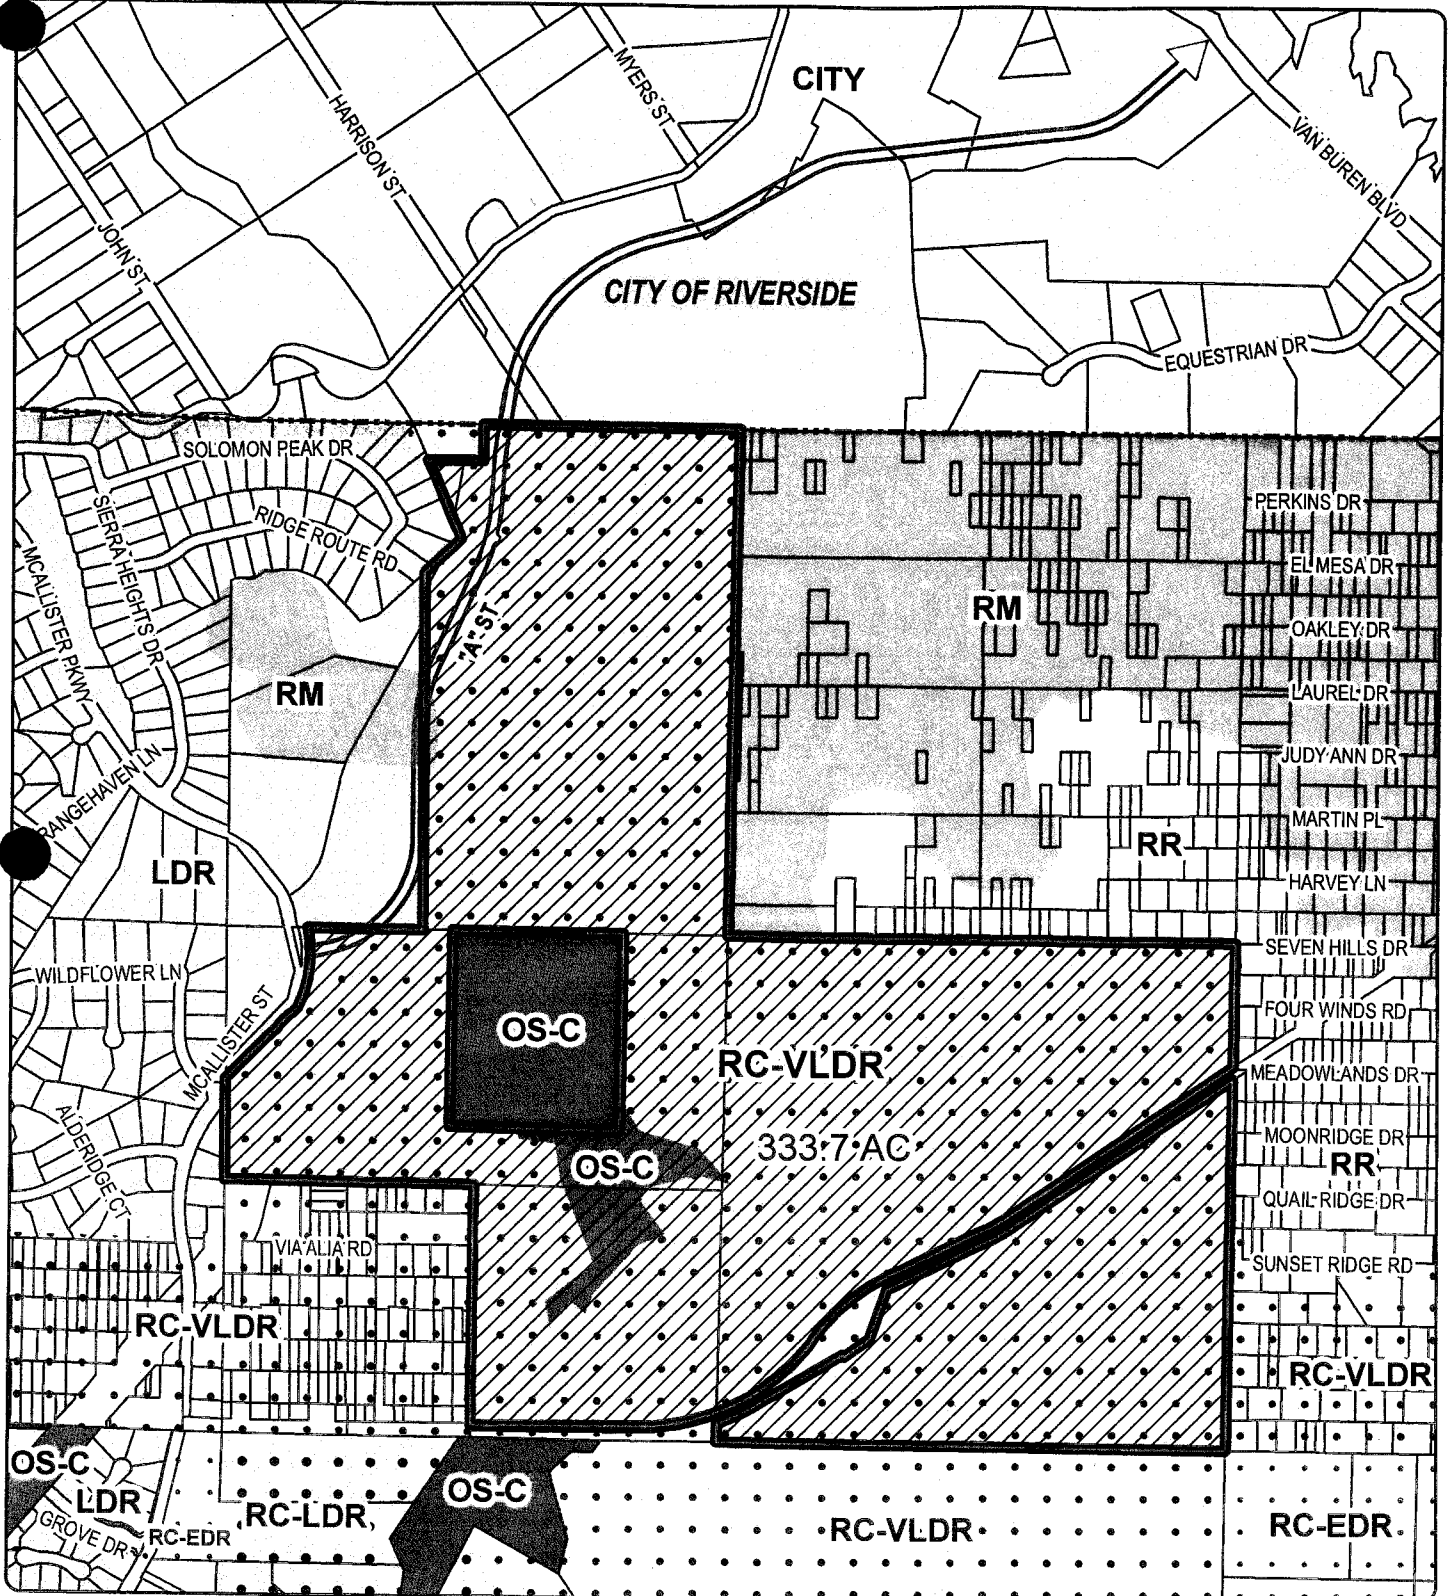 CITY
MYERS ST
HARRISON ST
VAN BUREN BLVD
JOHN ST
CITY OF RIVERSIDE
EQUESTRIAN DR
SOLOMON PEAK DR
SIERRA HEIGHTS DR
RIDGE ROUTE RD
MCALLISTER PKWY
PERKINS DR
EL MESA DR
RM
"A" ST
OAKLEY DR
RM
LAUREL DR
JUDY ANN DR
RANGEHAVEN LN
MARTIN PL
RR
LDR
HARVEY LN
SEVEN HILLS DR
WILDFLOWER LN
FOUR WINDS RD
OS-C
MCALLISTER ST
RC-VLDR
MEADOWLANDS DR
ALDERIDGE CT
333.7 AC
MOONRIDGE DR
OS-C
RR
QUAIL RIDGE DR
VIA ALIA RD
SUNSET RIDGE RD
RC-VLDR
RC-VLDR
OS-C
OS-C
LDR
RC-LDR
RC-VLDR
RC-EDR
GROVE DR
RC-EDR